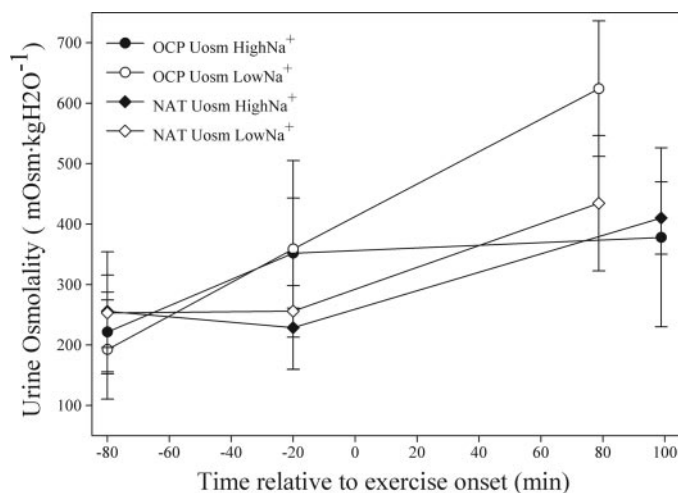 700
600
500
400
300
200
100
Urine Osmolality ( mOsm·kgH2O⁻¹)
OCP Uosm HighNa⁺
OCP Uosm LowNa⁺
NAT Uosm HighNa⁺
NAT Uosm LowNa⁺
-80 -60 -40 -20 0 20 40 60 80 100
Time relative to exercise onset (min)